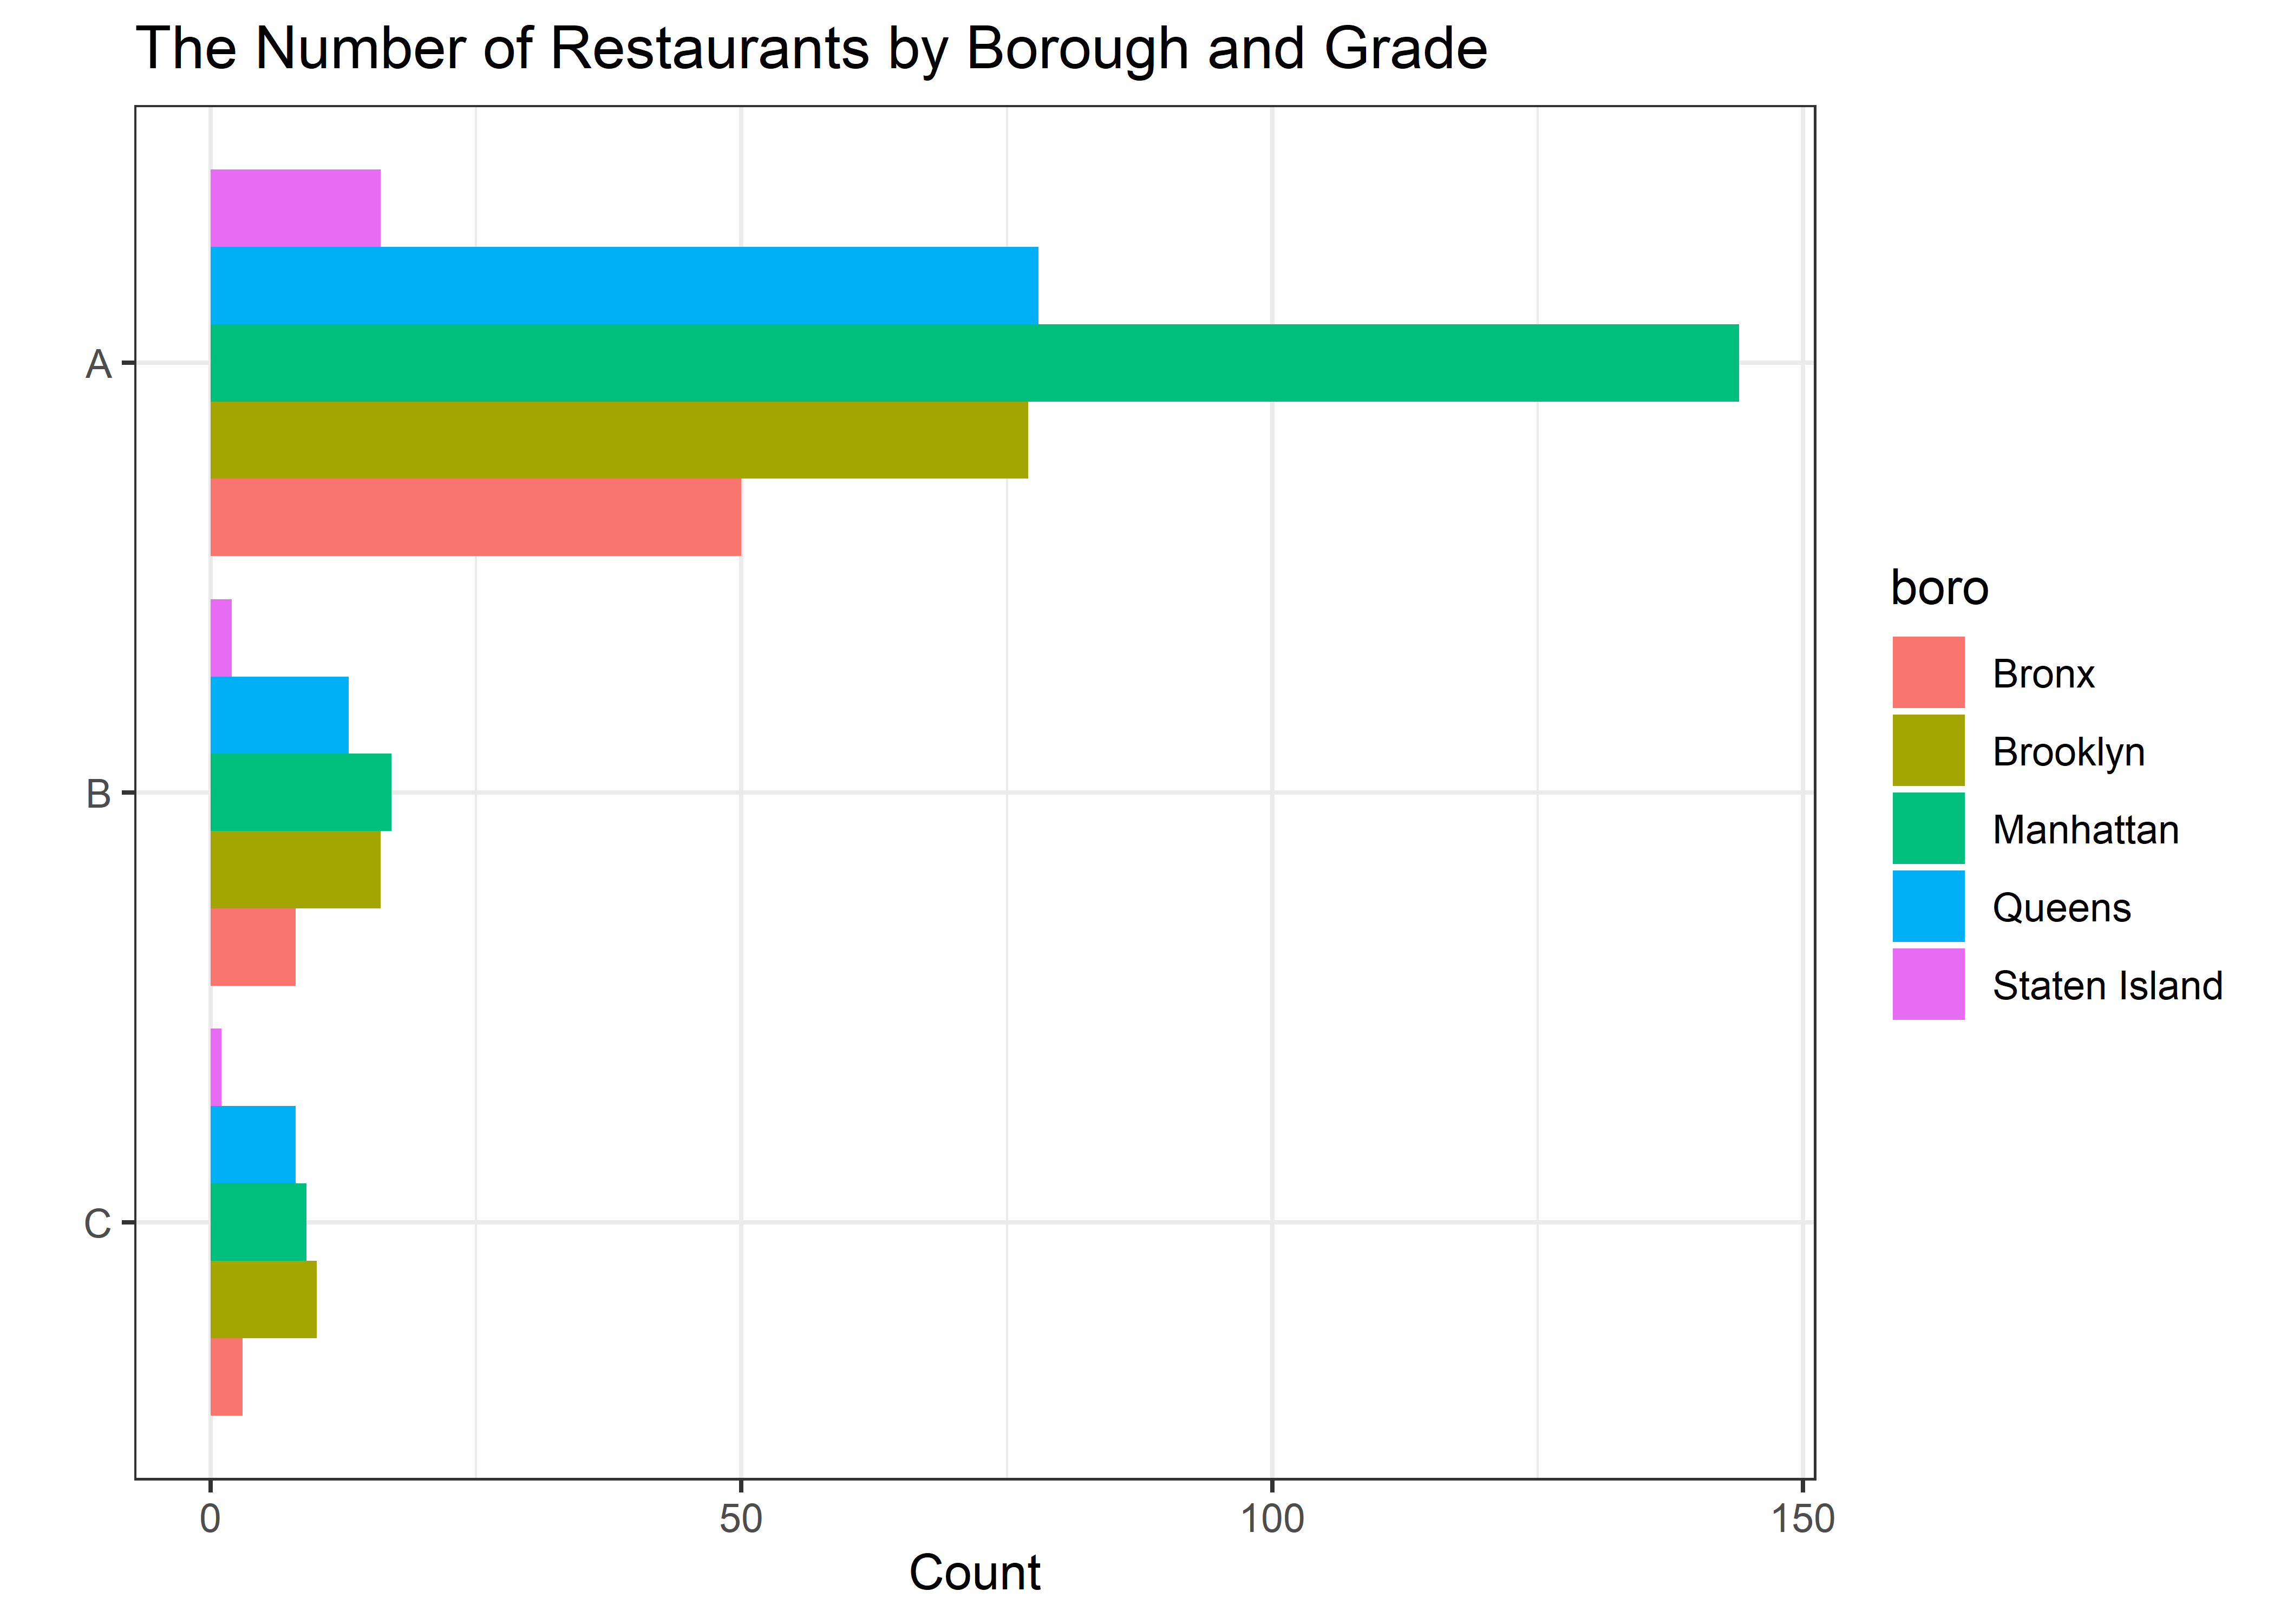 The Number of Restaurants by Borough and Grade
A
B
C
0 50 100 150
Count
boro
Bronx
Brooklyn
Manhattan
Queens
Staten Island